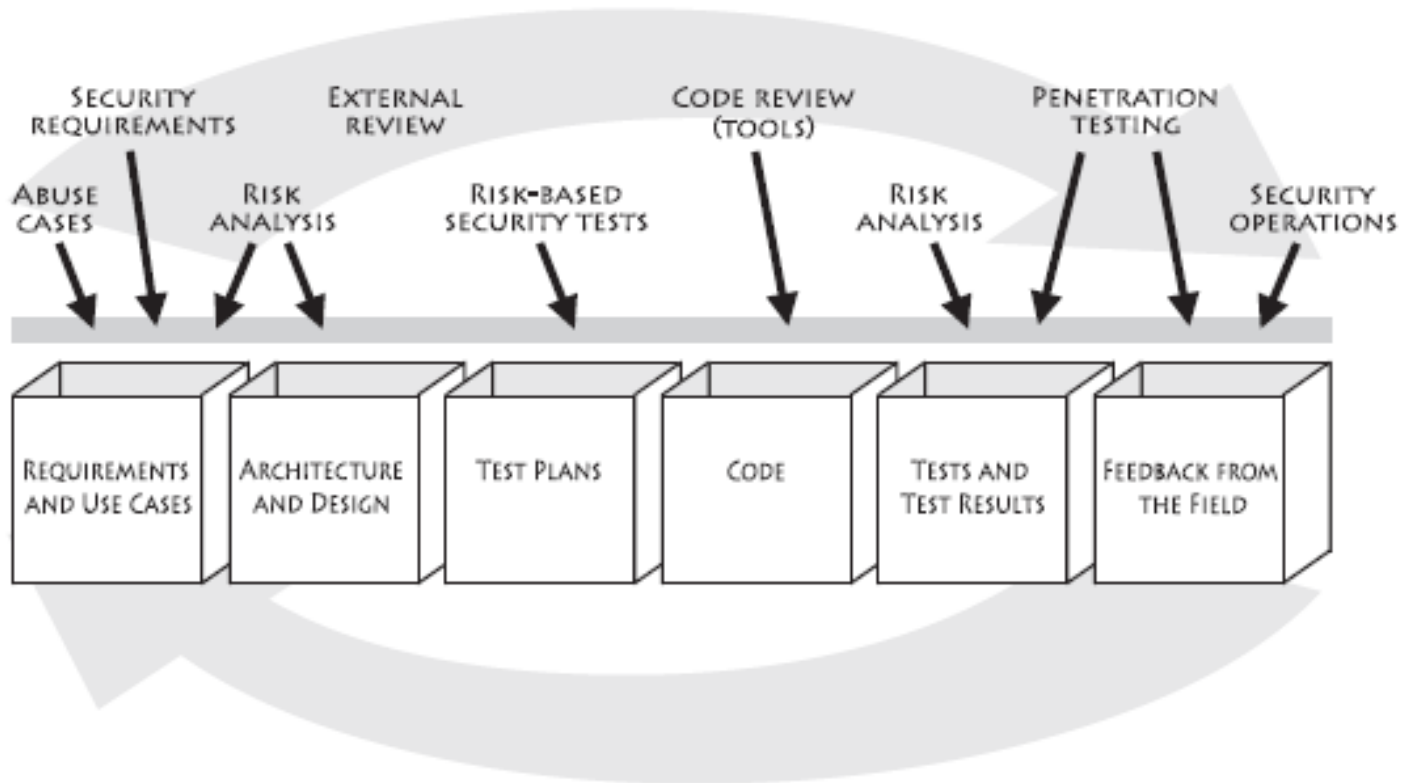 SECURITY
REQUIREMENTS
EXTERNAL
REVIEW
CODE REVIEW
(TOOLS)
PENETRATION
TESTING
ABUSE
CASES
RISK
ANALYSIS
RISK-BASED
SECURITY TESTS
RISK
ANALYSIS
SECURITY
OPERATIONS
REQUIREMENTS
AND USE CASES
ARCHITECTURE
AND DESIGN
TEST PLANS
CODE
TESTS AND
TEST RESULTS
FEEDBACK FROM
THE FIELD